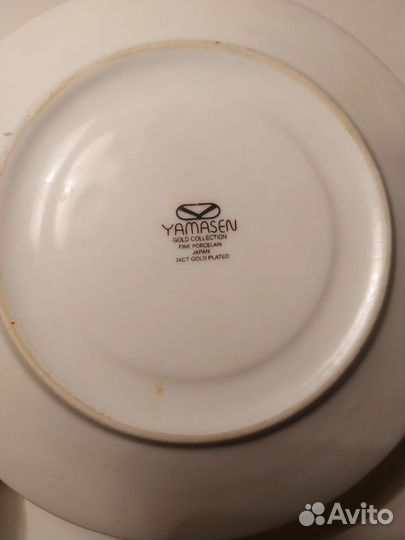 YAMASEN
GOLD COLLECTION
FINE PORCELAIN
JAPAN
24CT GOLD PLATED
Avito